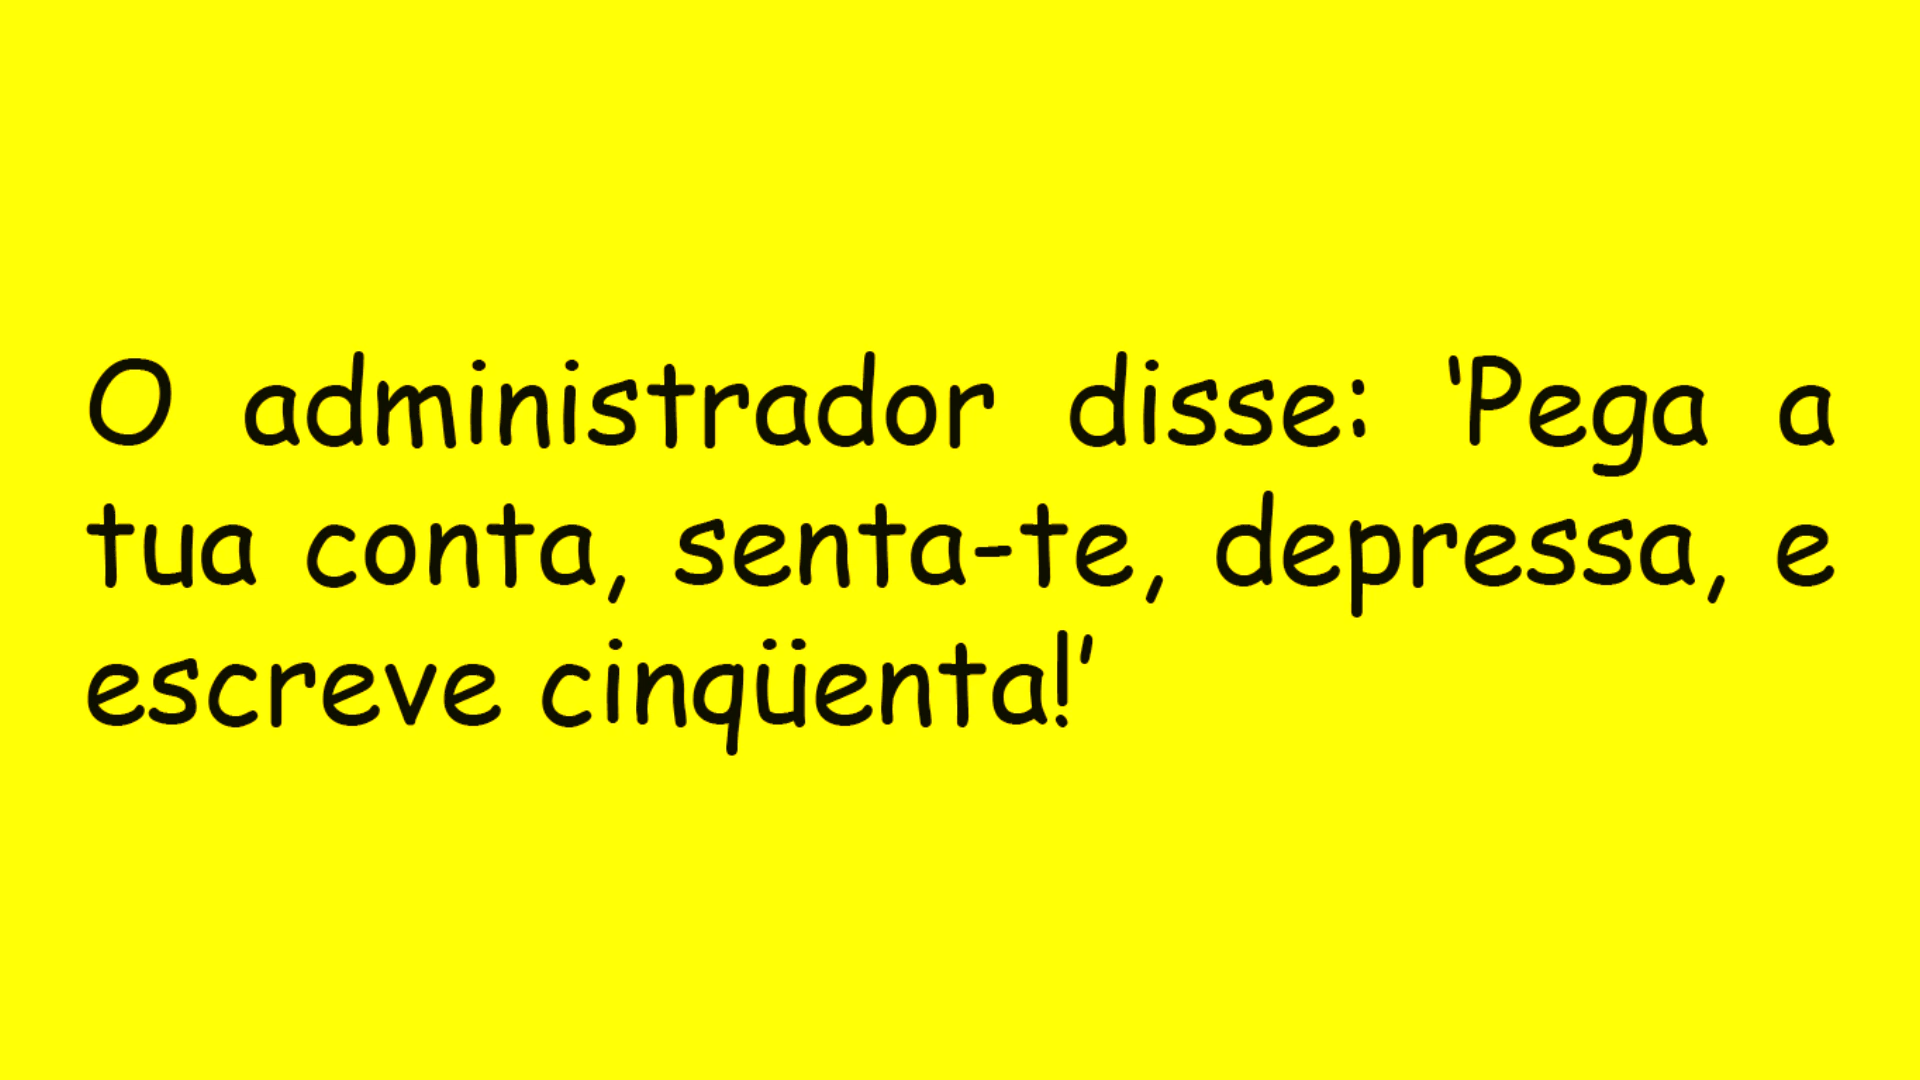 O administrador disse: ‘Pega a
tua conta, senta-te, depressa, e
escreve cinqüenta!’